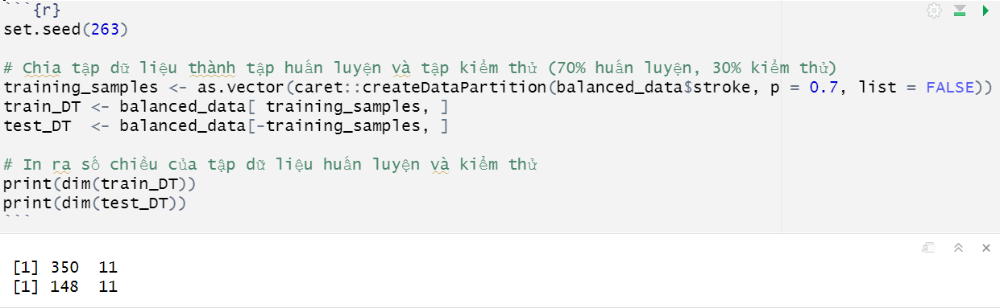 ```{r}
set.seed(263)
# Chia tập dữ liệu thành tập huấn luyện và tập kiểm thử (70% huấn luyện, 30% kiểm thử)
training_samples <- as.vector(caret::createDataPartition(balanced_data$stroke, p = 0.7, list = FALSE))
train_DT <- balanced_data[ training_samples, ]
test_DT  <- balanced_data[-training_samples, ]
# In ra số chiều của tập dữ liệu huấn luyện và kiểm thử
print(dim(train_DT))
print(dim(test_DT))
```
[1] 350  11
[1] 148  11